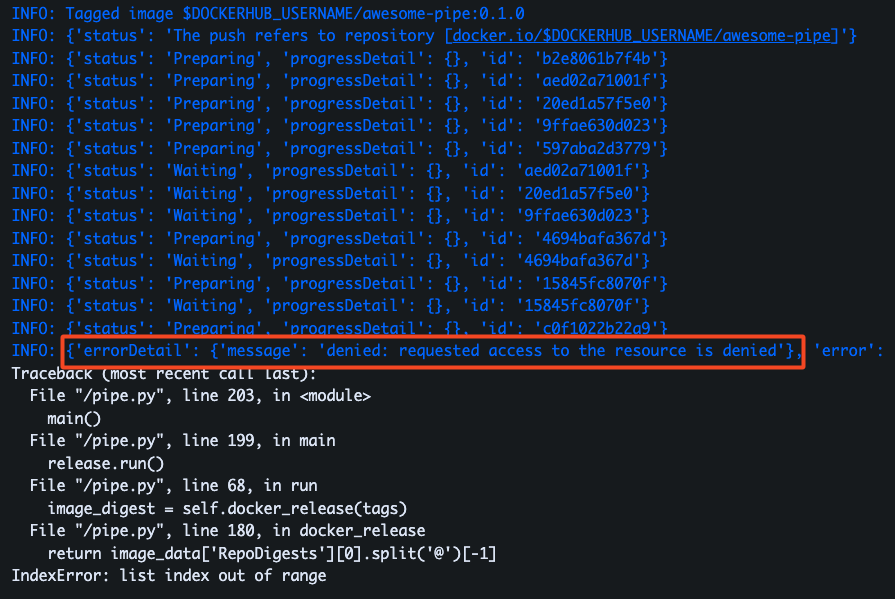 INFO: Tagged image $DOCKERHUB_USERNAME/awesome-pipe:0.1.0
INFO: {'status': 'The push refers to repository [docker.io/$DOCKERHUB_USERNAME/awesome-pipe]'}
INFO: {'status': 'Preparing', 'progressDetail': {}, 'id': 'b2e8061b7f4b'}
INFO: {'status': 'Preparing', 'progressDetail': {}, 'id': 'aed02a71001f'}
INFO: {'status': 'Preparing', 'progressDetail': {}, 'id': '20ed1a57f5e0'}
INFO: {'status': 'Preparing', 'progressDetail': {}, 'id': '9ffae630d023'}
INFO: {'status': 'Preparing', 'progressDetail': {}, 'id': '597aba2d3779'}
INFO: {'status': 'Waiting', 'progressDetail': {}, 'id': 'aed02a71001f'}
INFO: {'status': 'Waiting', 'progressDetail': {}, 'id': '20ed1a57f5e0'}
INFO: {'status': 'Waiting', 'progressDetail': {}, 'id': '9ffae630d023'}
INFO: {'status': 'Preparing', 'progressDetail': {}, 'id': '4694bafa367d'}
INFO: {'status': 'Waiting', 'progressDetail': {}, 'id': '4694bafa367d'}
INFO: {'status': 'Preparing', 'progressDetail': {}, 'id': '15845fc8070f'}
INFO: {'status': 'Waiting', 'progressDetail': {}, 'id': '15845fc8070f'}
INFO: {'status': 'Preparing', 'progressDetail': {}, 'id': 'c0f1022b22a9'}
INFO: {'errorDetail': {'message': 'denied: requested access to the resource is denied'}, 'error':
Traceback (most recent call last):
  File "/pipe.py", line 203, in <module>
    main()
  File "/pipe.py", line 199, in main
    release.run()
  File "/pipe.py", line 68, in run
    image_digest = self.docker_release(tags)
  File "/pipe.py", line 180, in docker_release
    return image_data['RepoDigests'][0].split('@')[-1]
IndexError: list index out of range